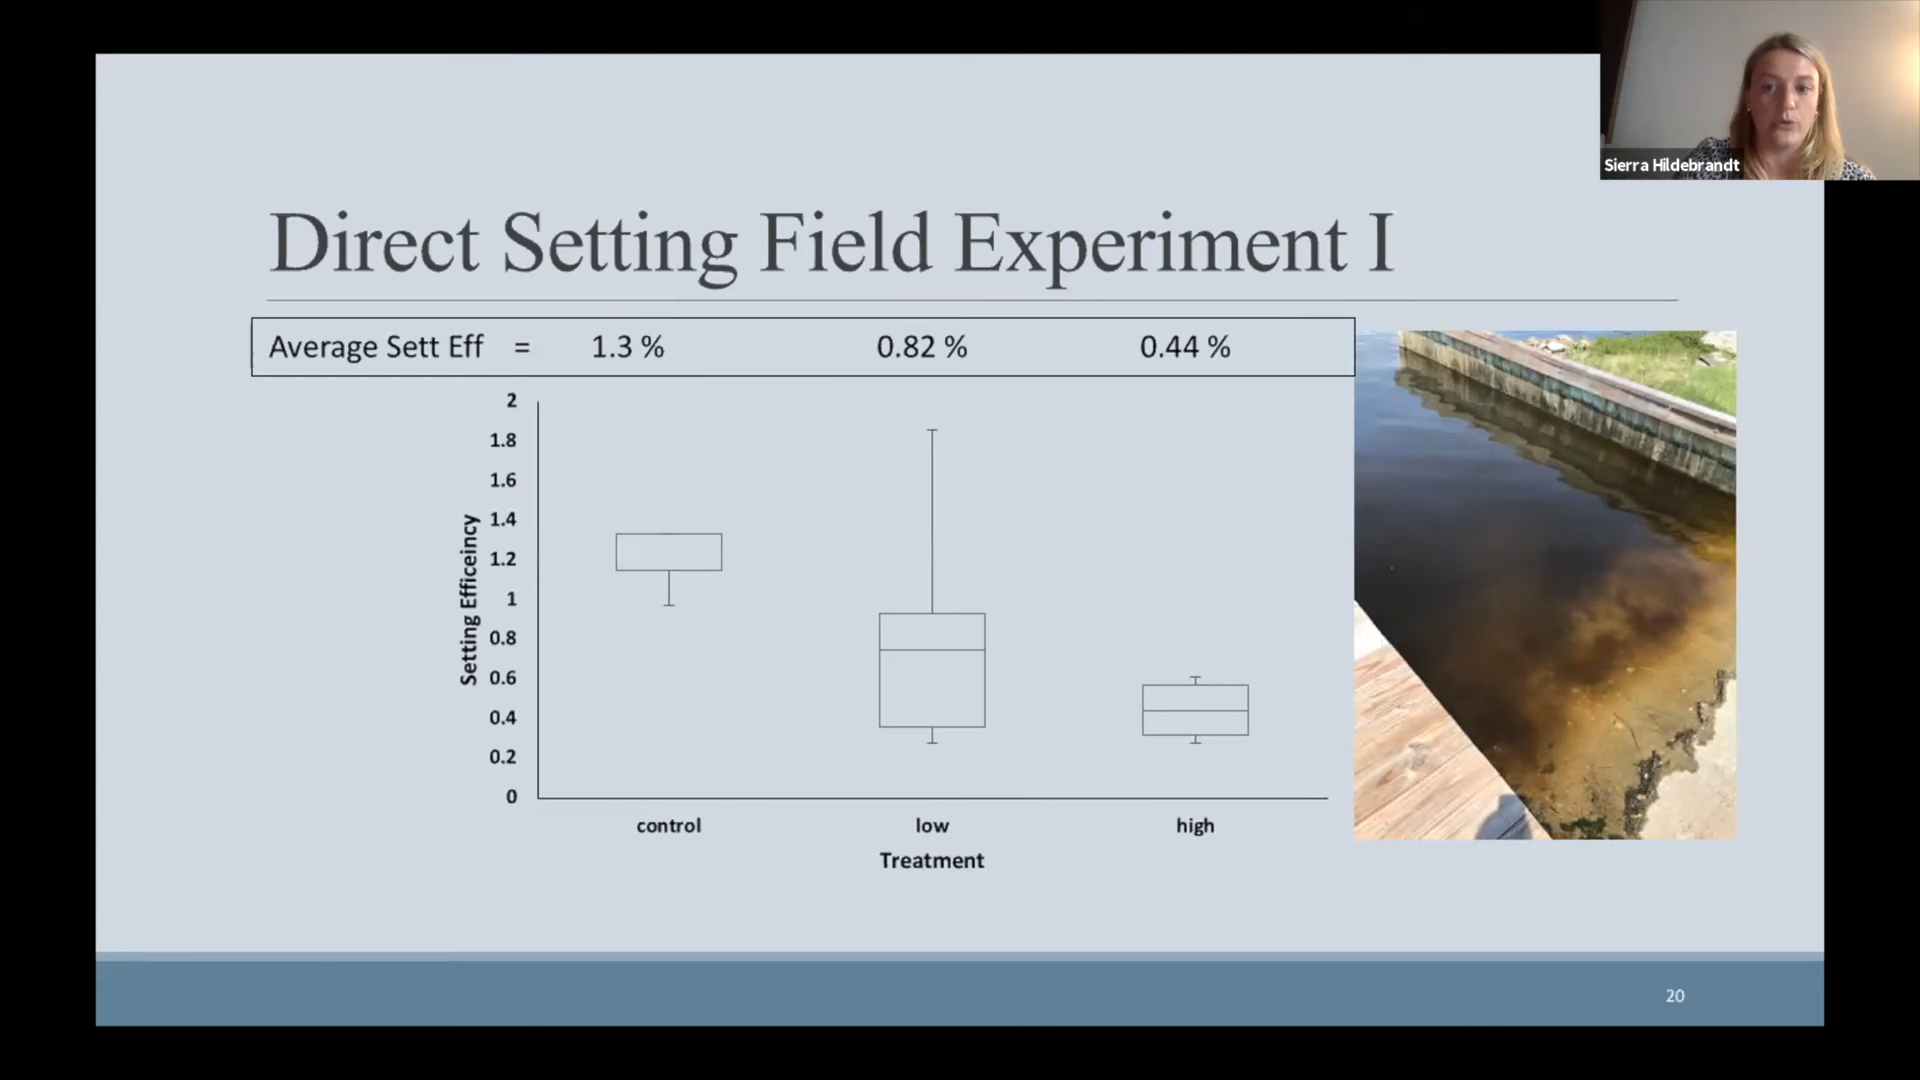 Sierra Hildebrandt
Direct Setting Field Experiment I
Average Sett Eff = 1.3 % 0.82 % 0.44 %
2
1.8
1.6
1.4
1.2
1
0.8
0.6
0.4
0.2
0
Setting Efficeincy
control low high
Treatment
20